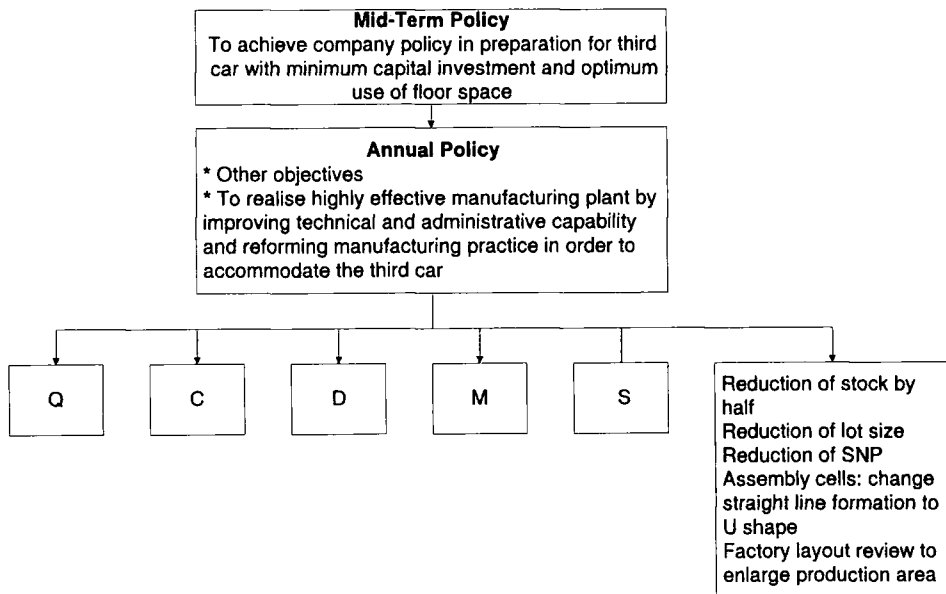 Mid-Term Policy
To achieve company policy in preparation for third
car with minimum capital investment and optimum
use of floor space
Annual Policy
* Other objectives
* To realise highly effective manufacturing plant by
improving technical and administrative capability
and reforming manufacturing practice in order to
accommodate the third car
Q
C
D
M
S
Reduction of stock by
half
Reduction of lot size
Reduction of SNP
Assembly cells: change
straight line formation to
U shape
Factory layout review to
enlarge production area